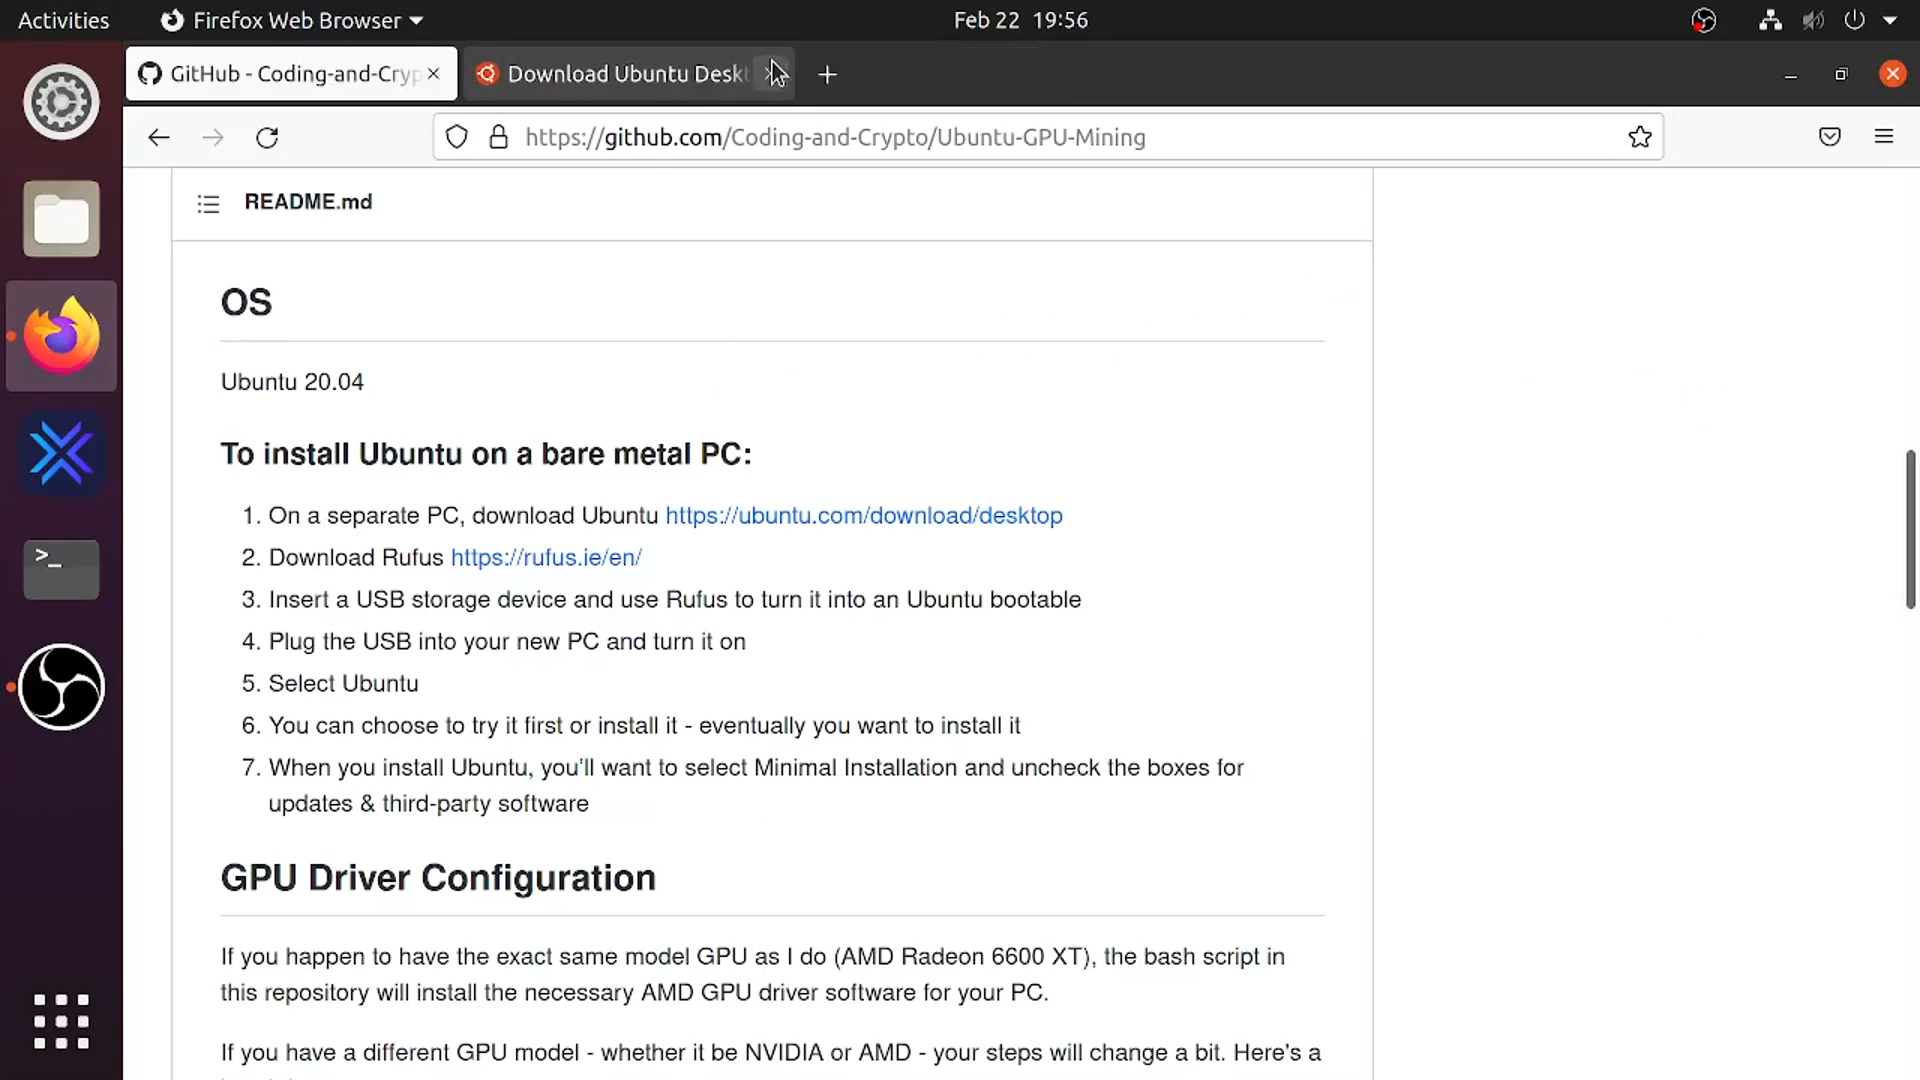 Activities Firefox Web Browser Feb 22 19:56
GitHub - Coding-and-Cryp Download Ubuntu Deskt
https://github.com/Coding-and-Crypto/Ubuntu-GPU-Mining
README.md
OS
Ubuntu 20.04
To install Ubuntu on a bare metal PC:
1. On a separate PC, download Ubuntu https://ubuntu.com/download/desktop
2. Download Rufus https://rufus.ie/en/
3. Insert a USB storage device and use Rufus to turn it into an Ubuntu bootable
4. Plug the USB into your new PC and turn it on
5. Select Ubuntu
6. You can choose to try it first or install it - eventually you want to install it
7. When you install Ubuntu, you’ll want to select Minimal Installation and uncheck the boxes for
updates & third-party software
GPU Driver Configuration
If you happen to have the exact same model GPU as I do (AMD Radeon 6600 XT), the bash script in
this repository will install the necessary AMD GPU driver software for your PC.
If you have a different GPU model - whether it be NVIDIA or AMD - your steps will change a bit. Here's a